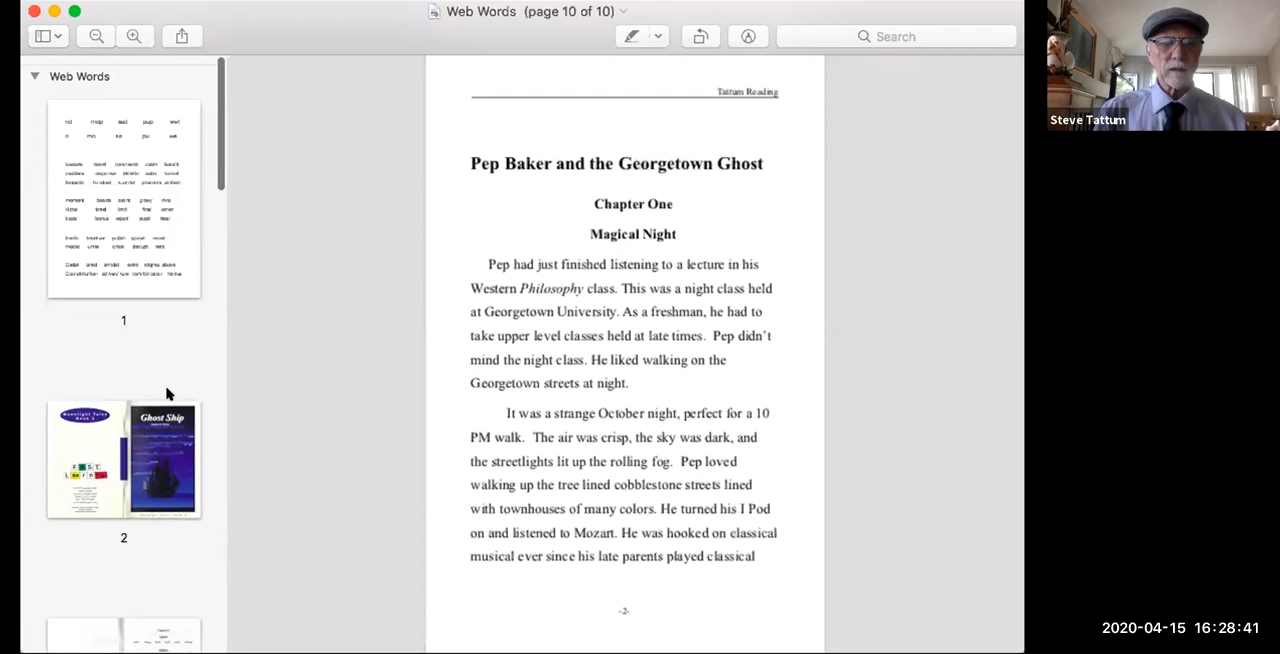 Web Words (page 10 of 10)
Search
Web Words
1
Ghost Ship
2
Tattum Reading
Pep Baker and the Georgetown Ghost
Chapter One
Magical Night
Pep had just finished listening to a lecture in his
Western Philosophy class. This was a night class held
at Georgetown University. As a freshman, he had to
take upper level classes held at late times. Pep didn't
mind the night class. He liked walking on the
Georgetown streets at night.
It was a strange October night, perfect for a 10
PM walk. The air was crisp, the sky was dark, and
the streetlights lit up the rolling fog. Pep loved
walking up the tree lined cobblestone streets lined
with townhouses of many colors. He turned his I Pod
on and listened to Mozart. He was hooked on classical
musical ever since his late parents played classical
-2-
Steve Tattum
2020-04-15 16:28:41